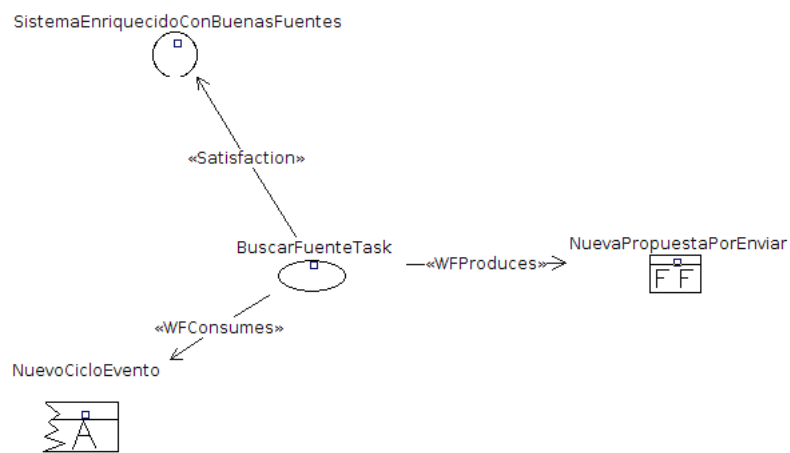 SistemaEnriquecidoConBuenasFuentes
«Satisfaction»
BuscarFuenteTask
«WFProduces»
NuevaPropuestaPorEnviar
F F
«WFConsumes»
NuevoCicloEvento
A